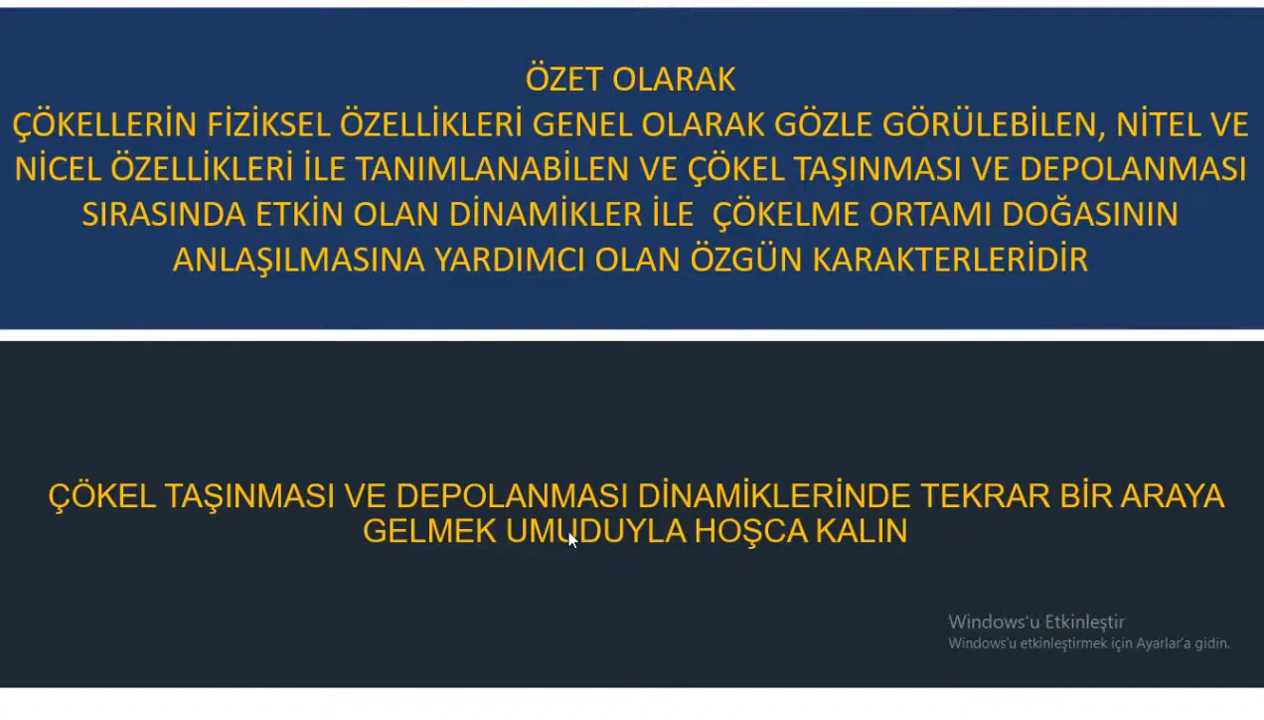 ÖZET OLARAK
ÇÖKELLERİN FİZİKSEL ÖZELLİKLERİ GENEL OLARAK GÖZLE GÖRÜLEBİLEN, NİTEL VE
NİCEL ÖZELLİKLERİ İLE TANIMLANABİLEN VE ÇÖKEL TAŞINMASI VE DEPOLANMASI
SIRASINDA ETKİN OLAN DİNAMİKLER İLE ÇÖKELME ORTAMI DOĞASININ
ANLAŞILMASINA YARDIMCI OLAN ÖZGÜN KARAKTERLERİDİR
ÇÖKEL TAŞINMASI VE DEPOLANMASI DİNAMİKLERİNDE TEKRAR BİR ARAYA
GELMEK UMUDUYLA HOŞCA KALIN
Windows'u Etkinleştir
Windows'u etkinleştirmek için Ayarlar'a gidin.